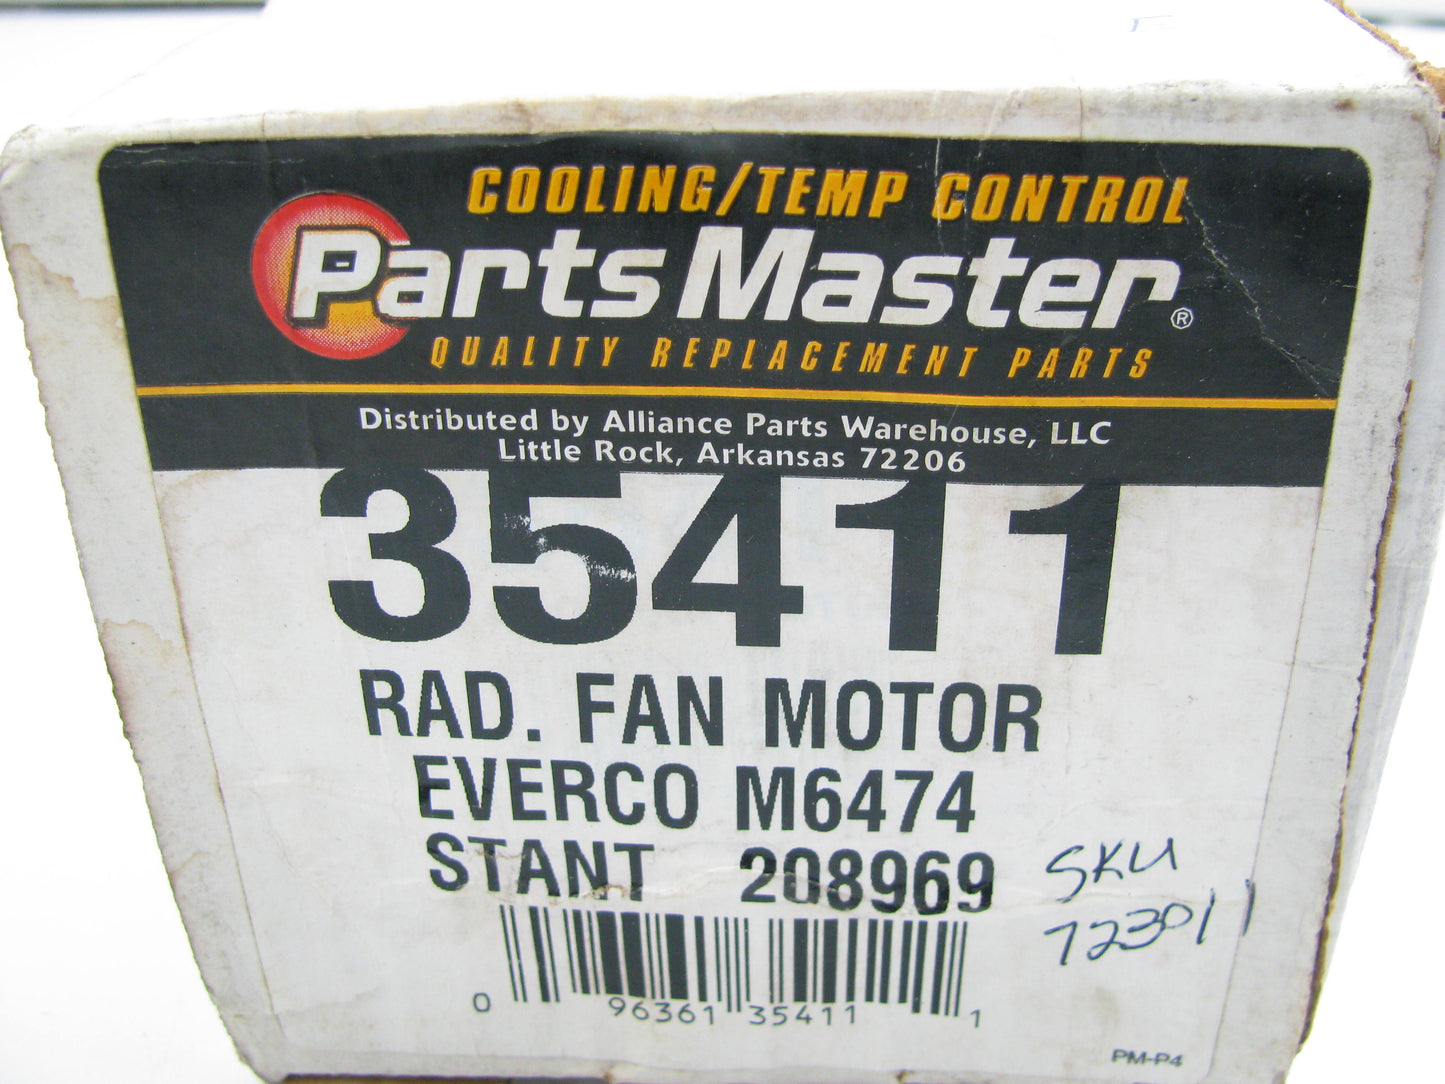 COOLING/TEMP CONTROL
Parts Master®
QUALITY REPLACEMENT PARTS
Distributed by Alliance Parts Warehouse, LLC
Little Rock, Arkansas 72206
35411
RAD. FAN MOTOR
EVERCO M6474
STANT 208969
SKU
723011
0 96361 35411 1
PM-P4